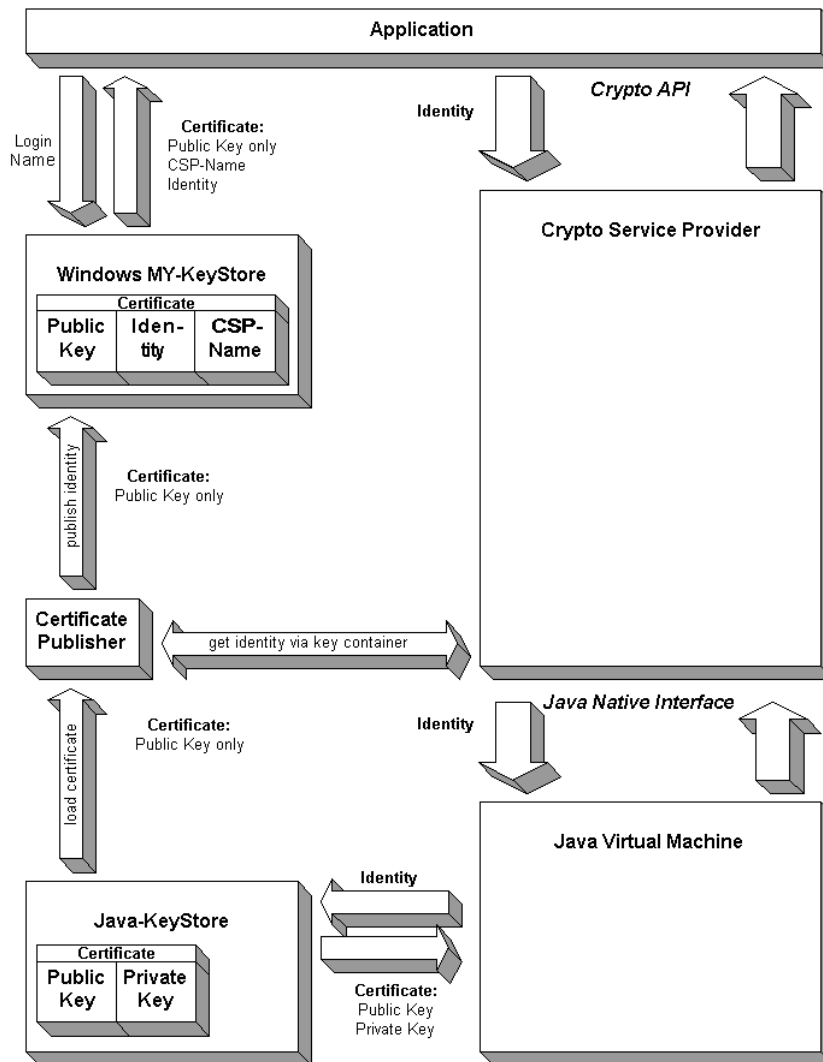 Application
Login
Name
Certificate:
Public Key only
CSP-Name
Identity
Identity
Crypto API
Windows MY-KeyStore
Certificate
Public
Key
Iden-
tity
CSP-
Name
Crypto Service Provider
publish identity
Certificate:
Public Key only
Certificate
Publisher
get identity via key container
load certificate
Certificate:
Public Key only
Identity
Java Native Interface
Java Virtual Machine
Java-KeyStore
Certificate
Public
Key
Private
Key
Identity
Certificate:
Public Key
Private Key